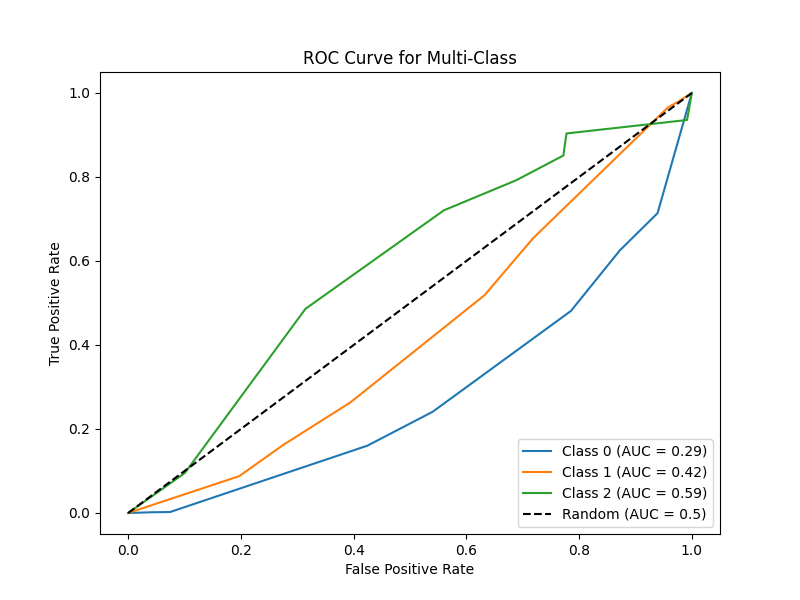 ROC Curve for Multi-Class
True Positive Rate
1.0
0.8
0.6
0.4
0.2
0.0
Class 0 (AUC = 0.29)
Class 1 (AUC = 0.42)
Class 2 (AUC = 0.59)
Random (AUC = 0.5)
0.0 0.2 0.4 0.6 0.8 1.0
False Positive Rate